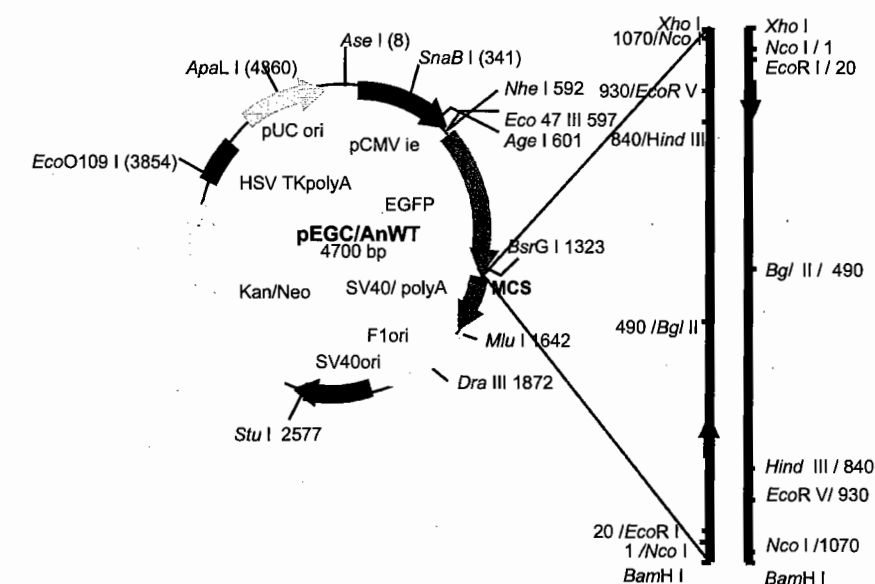 Ase I (8)
SnaB I (341)
ApaL I (4360)
Nhe I 592
Eco 47 III 597
Age I 601
pUC ori
pCMV ie
EcoO109 I (3854)
HSV TKpolyA
EGFP
pEGC/AnWT
4700 bp
BsrG I 1323
Kan/Neo
SV40/ polyA
MCS
F1ori
Mlu I 1642
SV40ori
Dra III 1872
Stu I 2577
Xho I
1070/Nco I
930/EcoR V
840/Hind III
490 /Bgl II
20 /EcoR I
1 /Nco I
BamH I
Xho I
Nco I / 1
EcoR I / 20
Bgl II / 490
Hind III / 840
EcoR V/ 930
Nco I /1070
BamH I